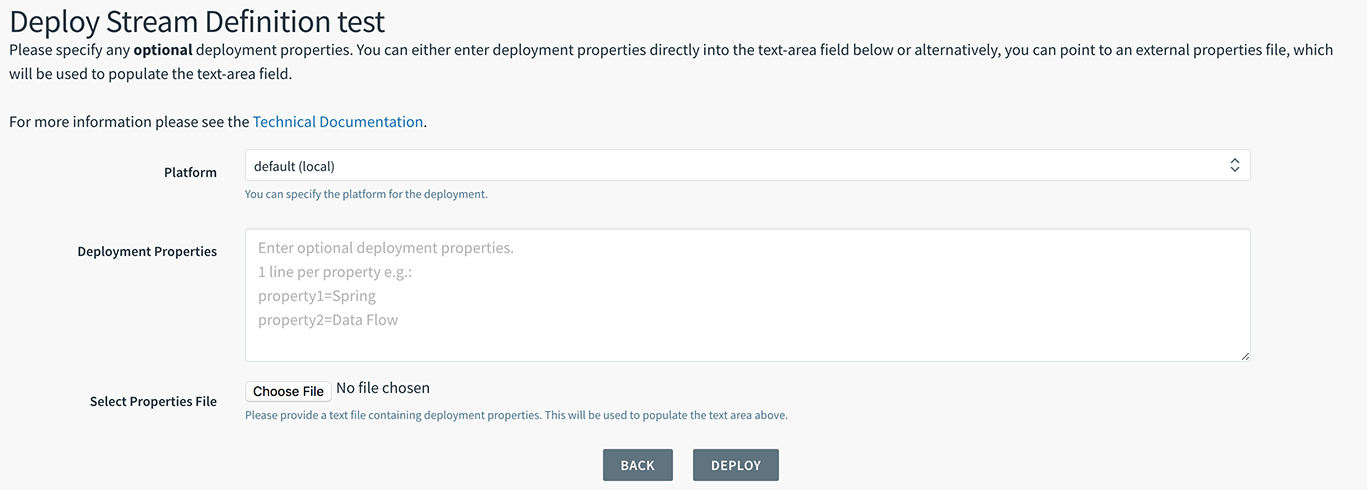 Deploy Stream Definition test
Please specify any optional deployment properties. You can either enter deployment properties directly into the text-area field below or alternatively, you can point to an external properties file, which
will be used to populate the text-area field.
For more information please see the Technical Documentation.
Platform
default (local)
You can specify the platform for the deployment.
Deployment Properties
Enter optional deployment properties.
1 line per property e.g.:
property1=Spring
property2=Data Flow
Select Properties File
Choose File No file chosen
Please provide a text file containing deployment properties. This will be used to populate the text area above.
BACK DEPLOY